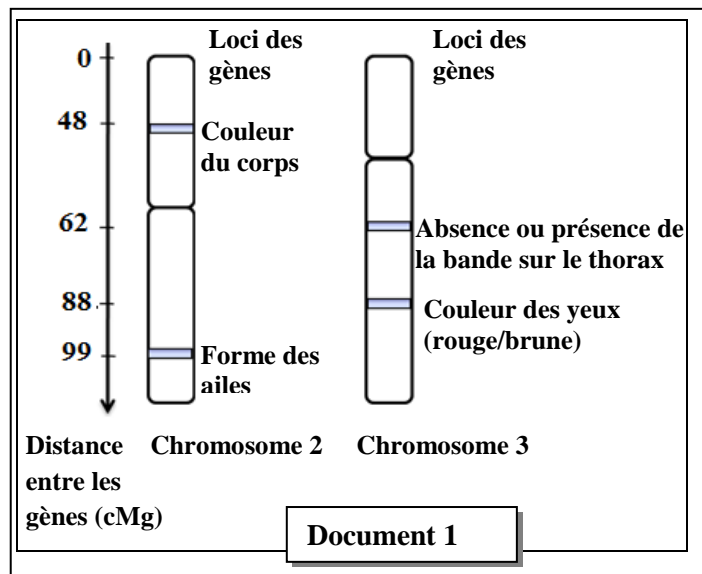 Loci des
gènes
Loci des
gènes
0
48
Couleur
du corps
62
Absence ou présence de
la bande sur le thorax
88
Couleur des yeux
(rouge/brune)
99
Forme des
ailes
Distance
entre les
gènes (cMg)
Chromosome 2
Chromosome 3
Document 1